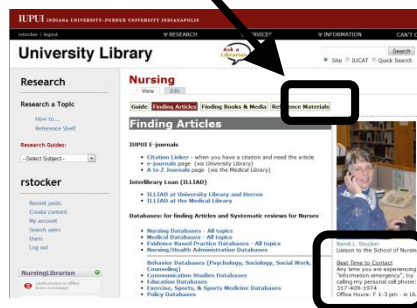 IUPUI INDIANA UNIVERSITY-PURDUE UNIVERSITY INDIANAPOLIS
rstocker | logout
RESEARCH
SERVICES
INFORMATION
CAN'T
University Library
Ask a Librarian
Search
Site IUCAT Quick Search
Research
Research a Topic
How to...
Reference Shelf
Research Guides:
--Select Subject--
rstocker
Recent posts
Create content
My account
Search users
Users
Log out
NursingLibrarian
Nursing
View Edit
Guide Finding Articles Finding Books & Media Reference Materials
Finding Articles
IUPUI E-journals
Citation Linker - when you have a citation and need the article
e-journals page (via University Library)
A to Z Journals page (via the Medical Library)
Interlibrary Loan (ILLIAD)
ILLIAD at University Library and Herron
ILLIAD at the Medical Library
Databases: for finding Articles and Systematic reviews for Nurses
Nursing Databases - All topics
Medical Databases - All topics
Evidence Based Practice Databases - All topics
Nursing/Health Administration Databases
Behavior Databases (Psychology, Sociology, Social Work, Counseling)
Communication Studies Databases
Education Databases
Exercise, Sports, & Sports Medicine Databases
Policy Databases
Randi L. Stocker
Liaison to the School of Nursing
Best Time to Contact
Any time you are experiencing
"information emergency", try
calling my personal cell phone
317-409-1974
Office Hours: F 1-3 pm - in UL